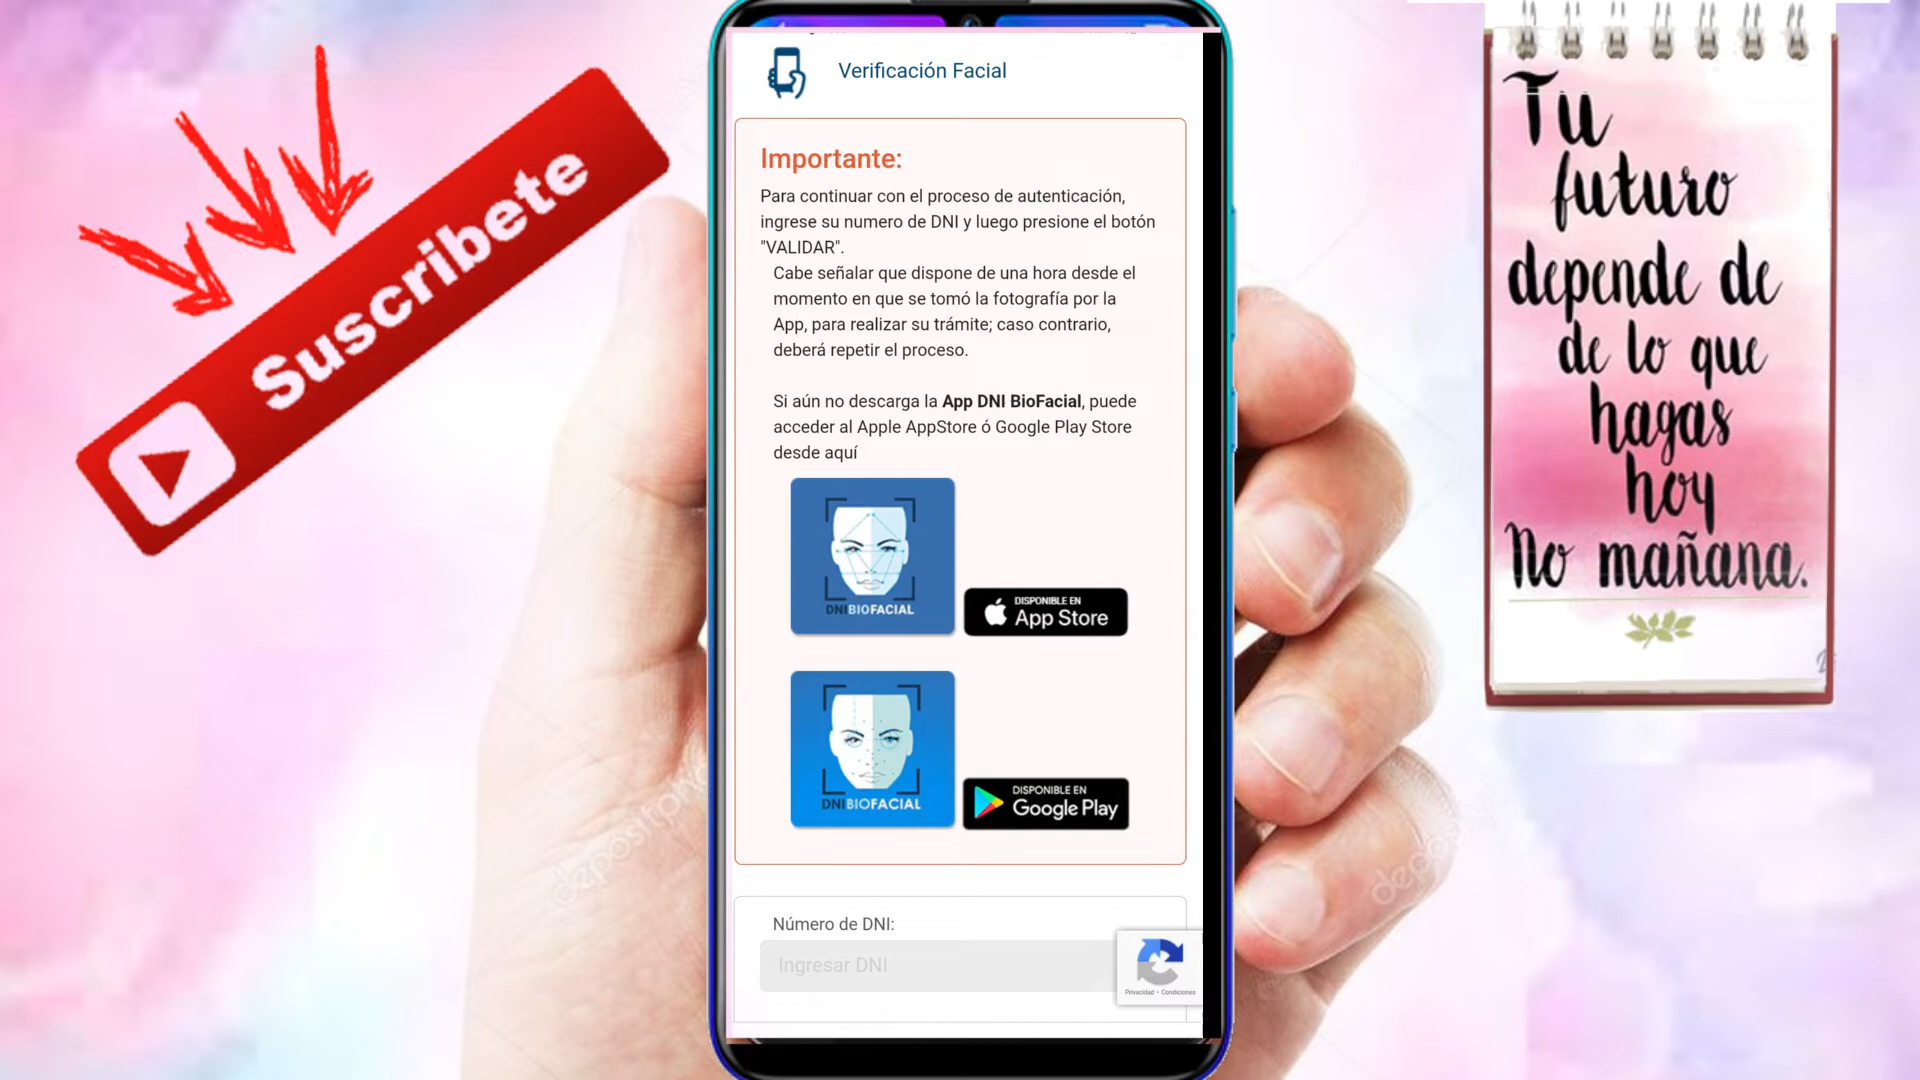 Suscribete
Verificación Facial
Importante:
Para continuar con el proceso de autenticación,
ingrese su numero de DNI y luego presione el botón
"VALIDAR".
Cabe señalar que dispone de una hora desde el
momento en que se tomó la fotografía por la
App, para realizar su trámite; caso contrario,
deberá repetir el proceso.
Si aún no descarga la App DNI BioFacial, puede
acceder al Apple AppStore ó Google Play Store
desde aquí
DNIBIOFACIAL
DISPONIBLE EN
App Store
DNIBIOFACIAL
DISPONIBLE EN
Google Play
Número de DNI:
Ingresar DNI
Privacidad - Condiciones
Tu
futuro
depende de
de lo que
hagas
hoy
No mañana.
depositphotos